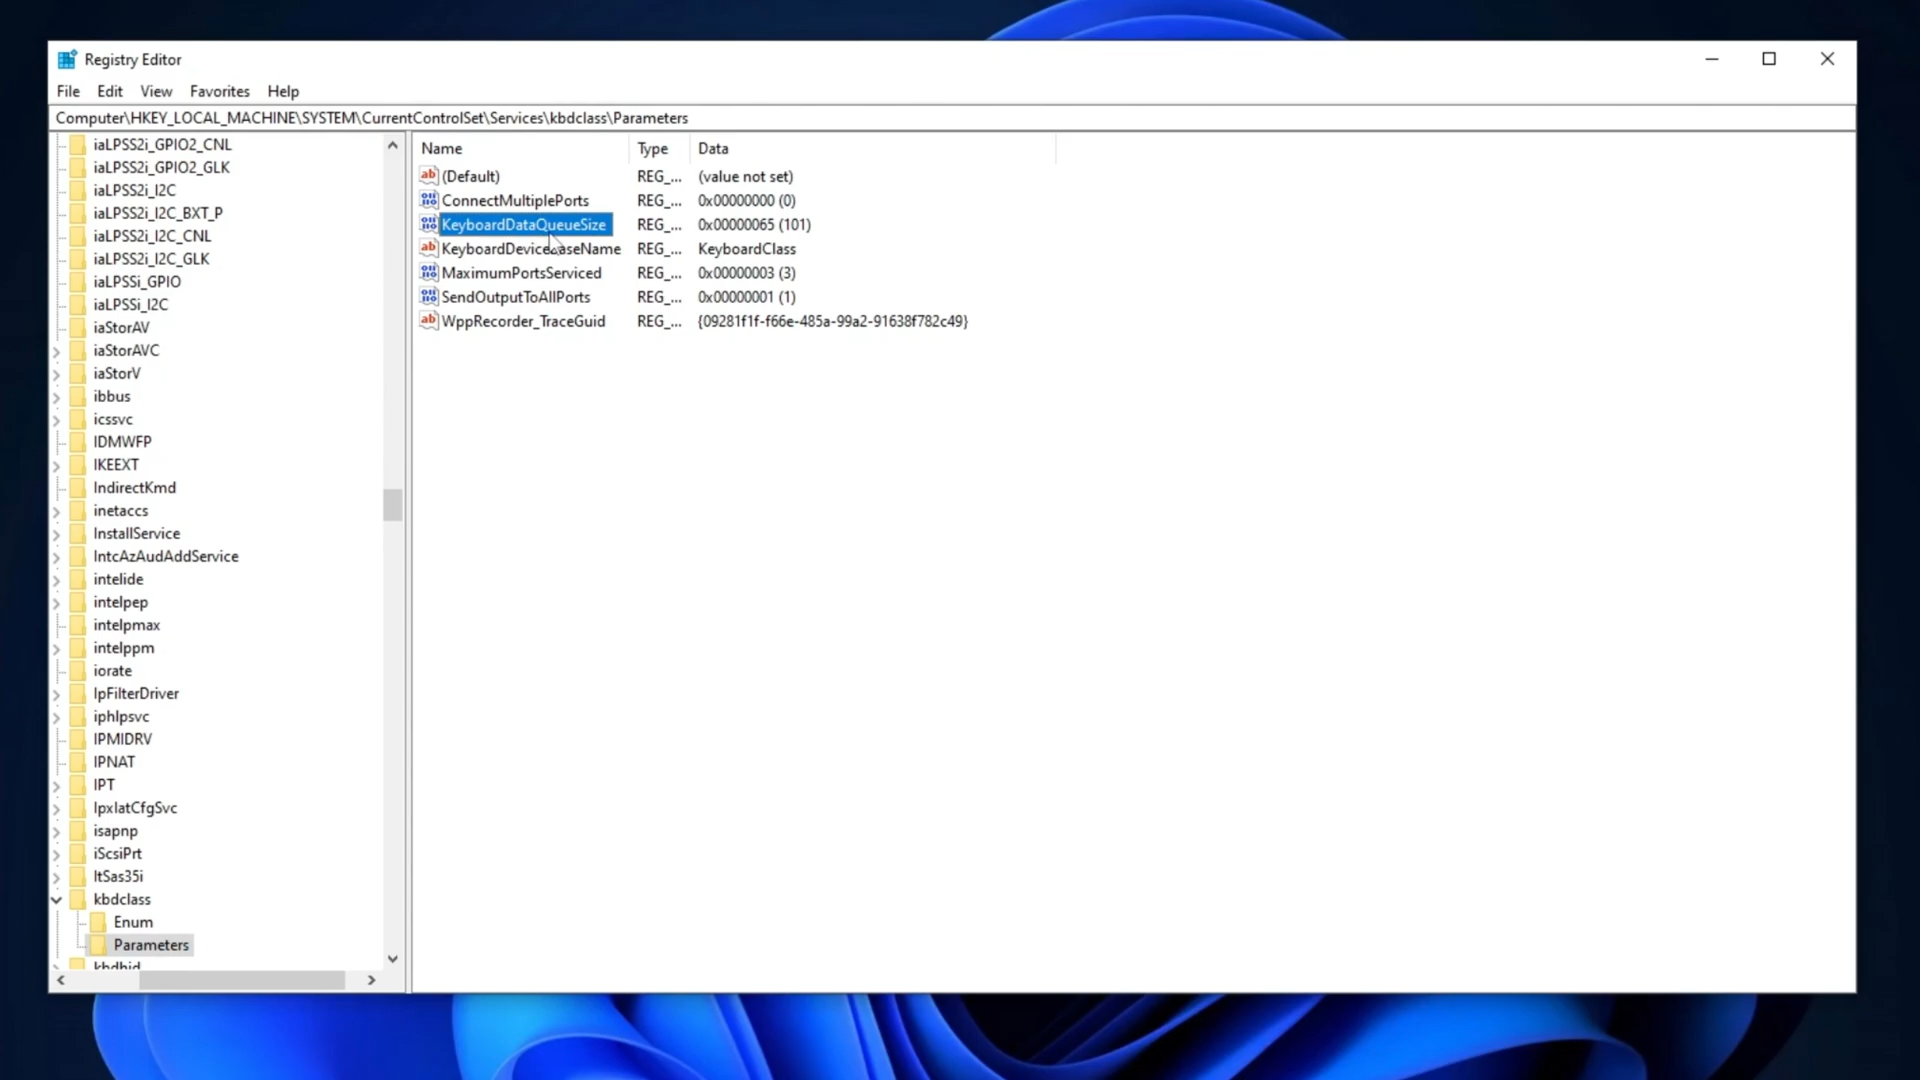 Registry Editor
File Edit View Favorites Help
Computer\HKEY_LOCAL_MACHINE\SYSTEM\CurrentControlSet\Services\kbdclass\Parameters
iaLPSS2i_GPIO2_CNL
iaLPSS2i_GPIO2_GLK
iaLPSS2i_I2C
iaLPSS2i_I2C_BXT_P
iaLPSS2i_I2C_CNL
iaLPSS2i_I2C_GLK
iaLPSSi_GPIO
iaLPSSi_I2C
iaStorAV
iaStorAVC
iaStorV
ibbus
icssvc
IDMWFP
IKEEXT
IndirectKmd
inetaccs
InstallService
IntcAzAudAddService
intelide
intelpep
intelpmax
intelppm
iorate
IpFilterDriver
iphlpsvc
IPMIDRV
IPNAT
IPT
IpxlatCfgSvc
isapnp
iScsiPrt
ItSas35i
kbdclass
Enum
Parameters
kbdhid
Name Type Data
(Default) REG_... (value not set)
ConnectMultiplePorts REG_... 0x00000000 (0)
KeyboardDataQueueSize REG_... 0x00000065 (101)
KeyboardDeviceBaseName REG_... KeyboardClass
MaximumPortsServiced REG_... 0x00000003 (3)
SendOutputToAllPorts REG_... 0x00000001 (1)
WppRecorder_TraceGuid REG_... {09281f1f-f66e-485a-99a2-91638f782c49}